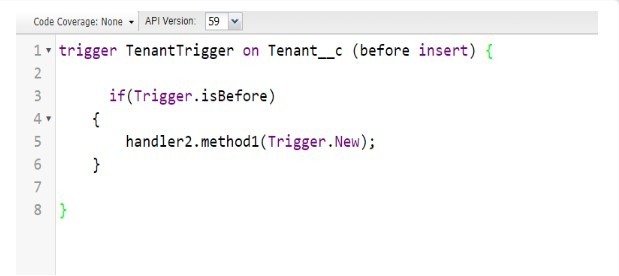 Code Coverage: None API Version: 59
1 trigger TenantTrigger on Tenant__c (before insert) {
2
3 if(Trigger.isBefore)
4 {
5 handler2.method1(Trigger.New);
6 }
7
8 }